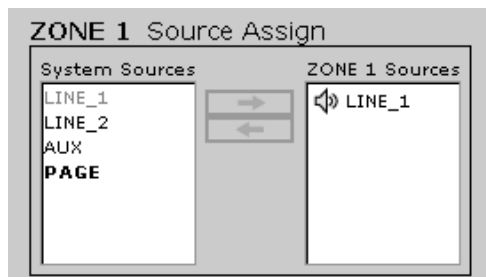 ZONE 1 Source Assign
System Sources
LINE_1
LINE_2
AUX
PAGE
ZONE 1 Sources
LINE_1